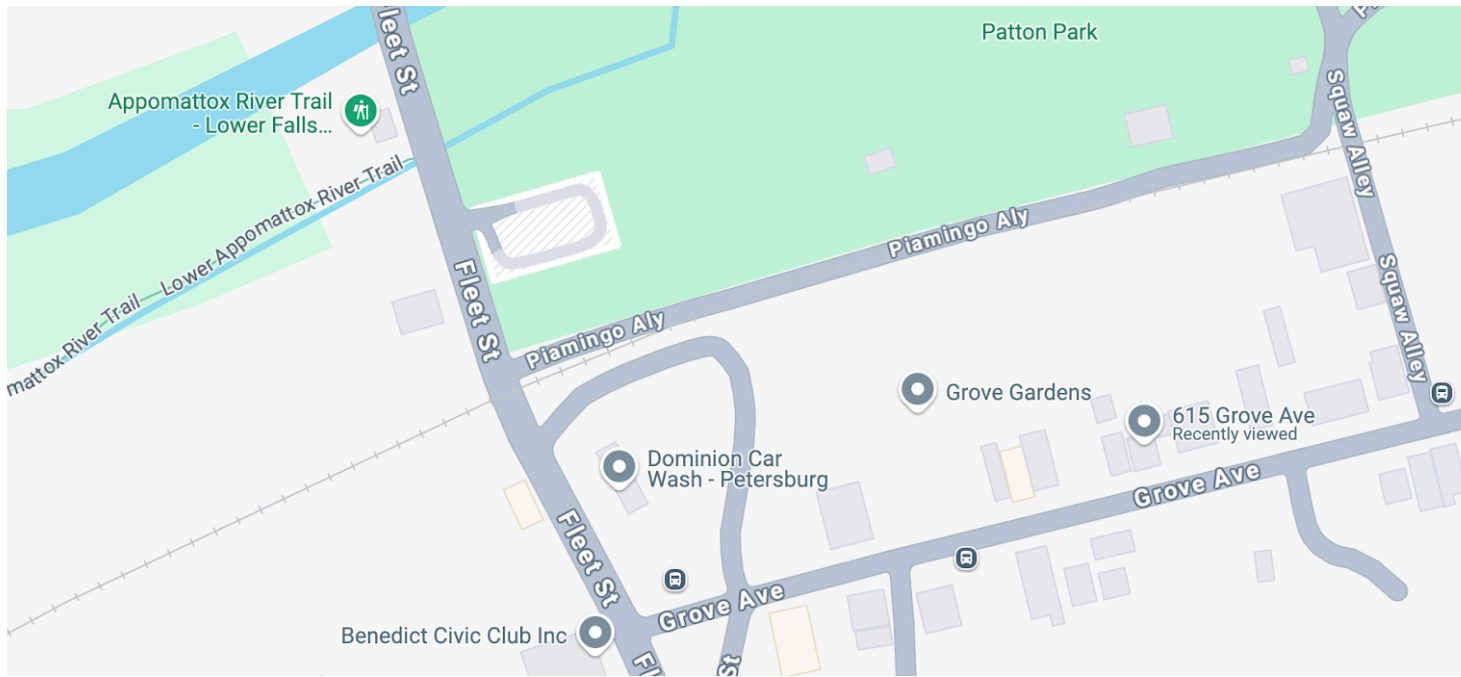 Fleet St
Patton Park
Appomattox River Trail
- Lower Falls...
Squaw Alley
Lower Appomattox River Trail
mattox River Trail
Piamingo Aly
Squaw Alley
Fleet St
Piamingo Aly
Grove Gardens
615 Grove Ave
Recently viewed
Dominion Car
Wash - Petersburg
Grove Ave
Fleet St
Grove Ave
Benedict Civic Club Inc
St